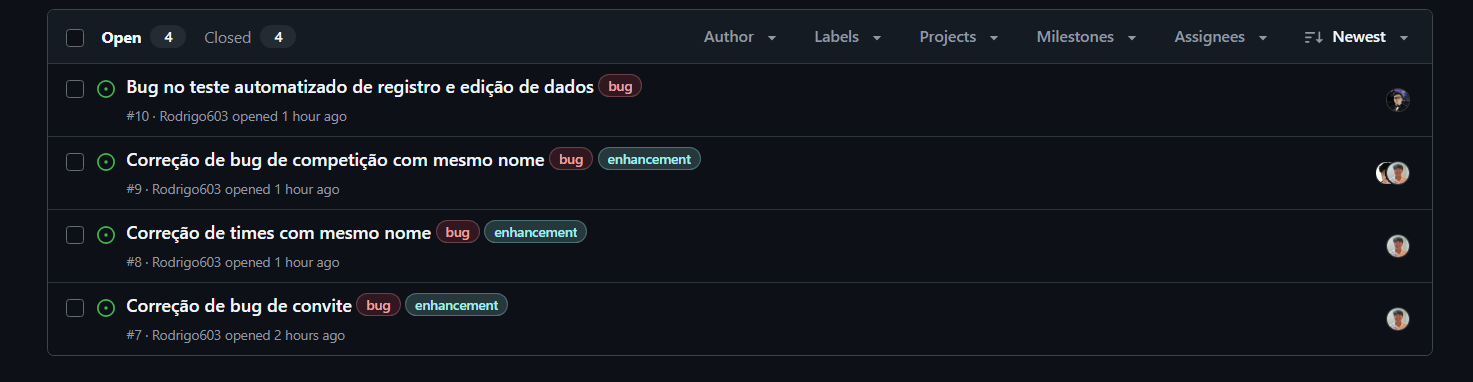 Open 4 Closed 4 Author Labels Projects Milestones Assignees Newest
Bug no teste automatizado de registro e edição de dados bug
#10 · Rodrigo603 opened 1 hour ago
Correção de bug de competição com mesmo nome bug enhancement
#9 · Rodrigo603 opened 1 hour ago
Correção de times com mesmo nome bug enhancement
#8 · Rodrigo603 opened 1 hour ago
Correção de bug de convite bug enhancement
#7 · Rodrigo603 opened 2 hours ago